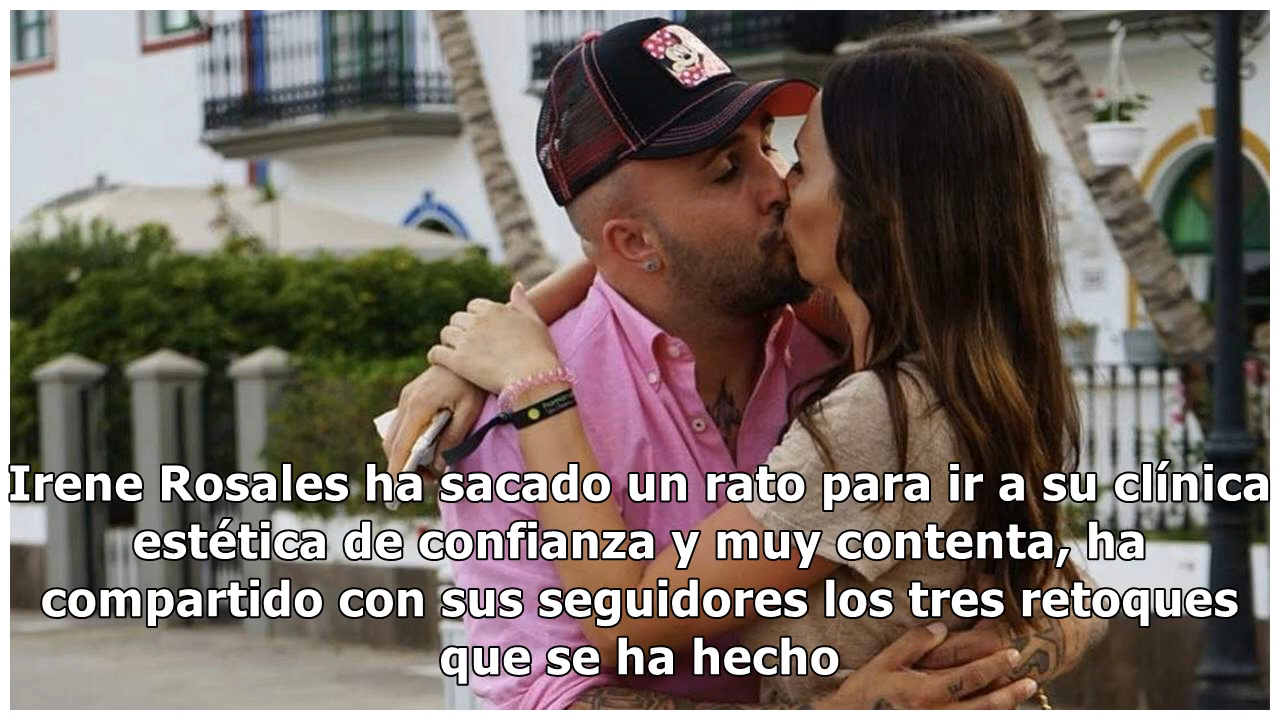 Irene Rosales ha sacado un rato para ir a su clínica
estética de confianza y muy contenta, ha
compartido con sus seguidores los tres retoques
que se ha hecho